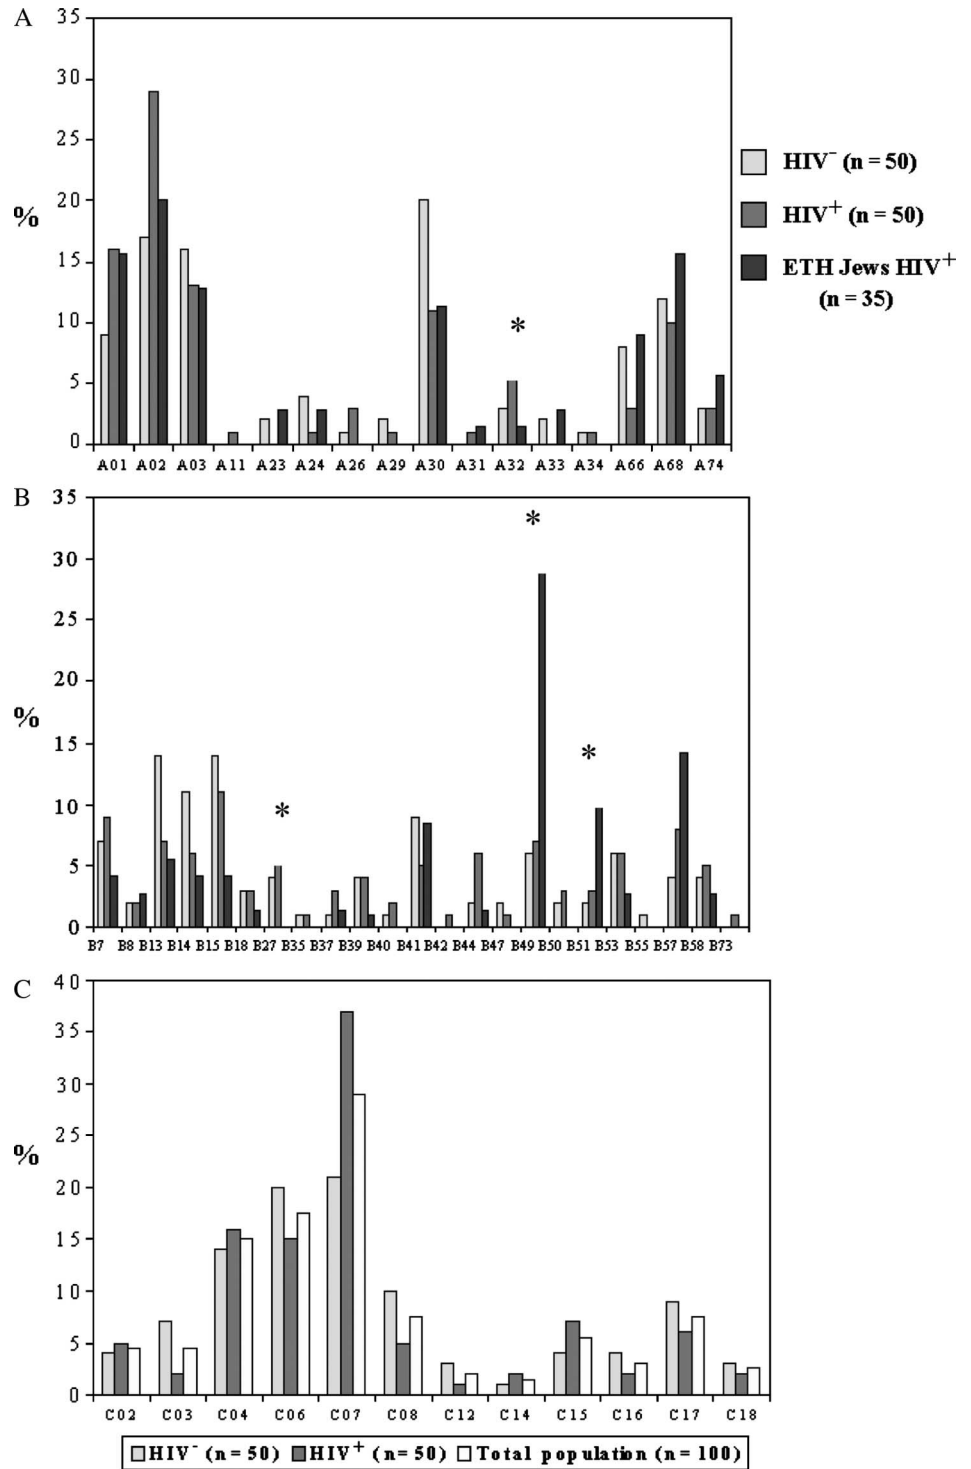 A
35
30
25
20
15
10
5
0
%
*
A01 A02 A03 A11 A23 A24 A26 A29 A30 A31 A32 A33 A34 A66 A68 A74
HIV⁻ (n = 50)
HIV⁺ (n = 50)
ETH Jews HIV⁺
(n = 35)
B
35
30
25
20
15
10
5
0
%
*
*
*
B7 B8 B13 B14 B15 B18 B27 B35 B37 B39 B40 B41 B42 B44 B47 B49 B50 B51 B53 B55 B57 B58 B73
C
40
35
30
25
20
15
10
5
0
%
C02 C03 C04 C06 C07 C08 C12 C14 C15 C16 C17 C18
HIV⁻ (n = 50) HIV⁺ (n = 50) Total population (n = 100)